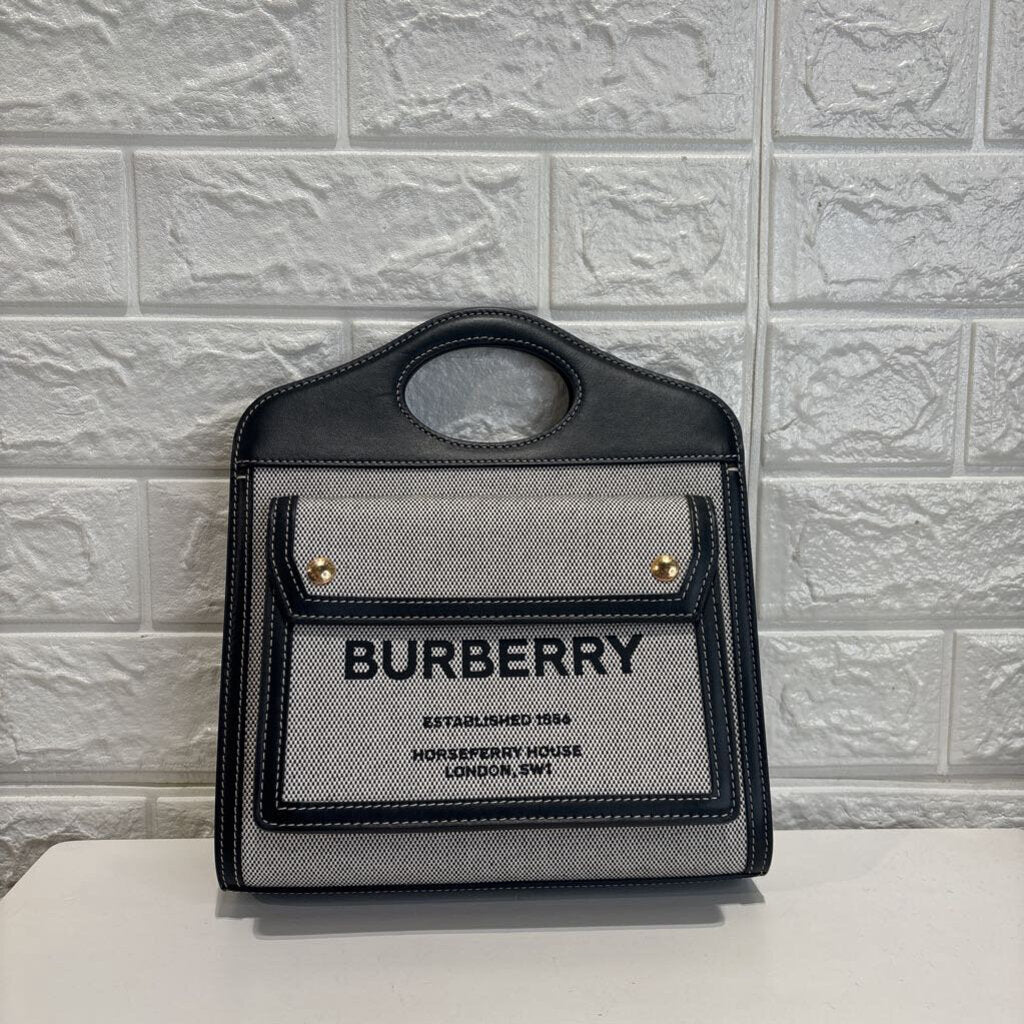 BURBERRY
ESTABLISHED 1856
HORSEFERRY HOUSE
LONDON, SW1